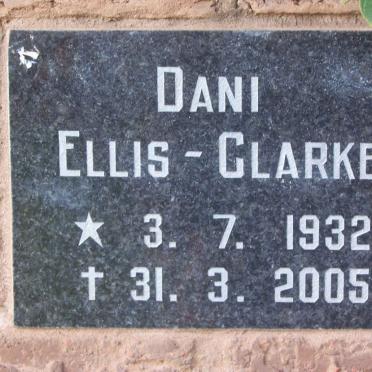 DANI
ELLIS - CLARKE
★ 3. 7. 1932
✝ 31. 3. 2005